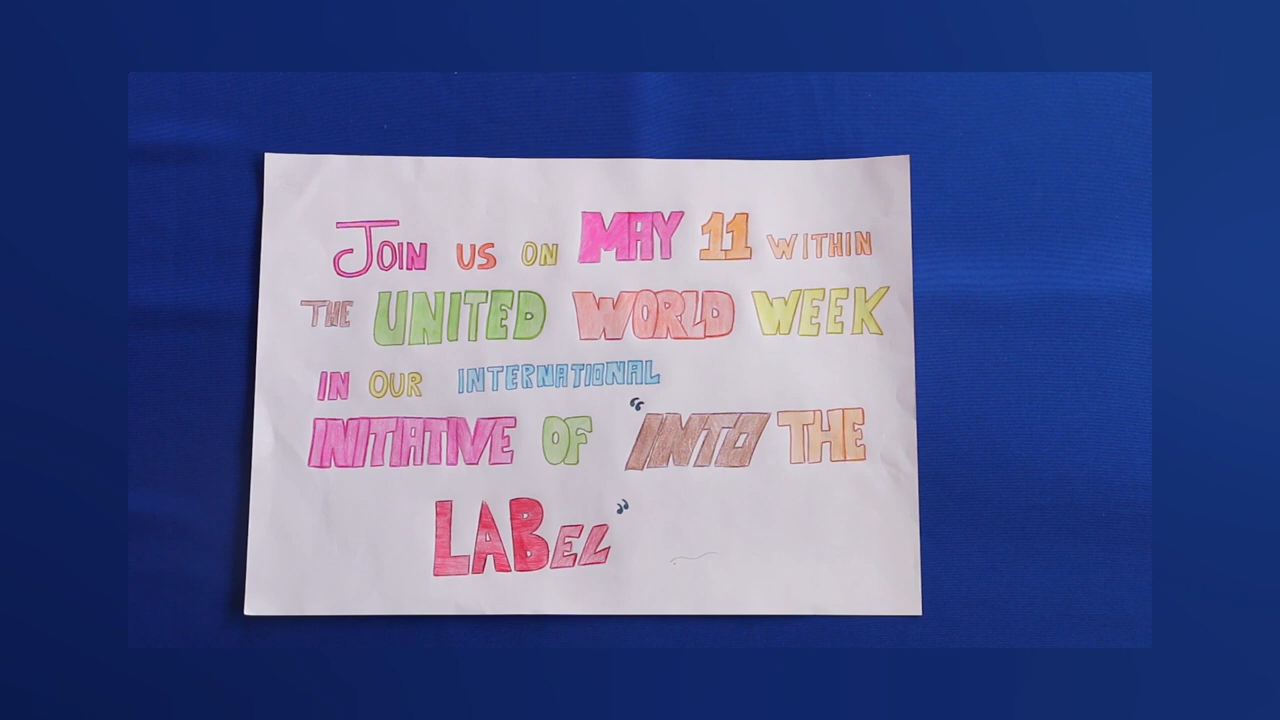 JOIN US ON MAY 11 WITHIN
THE UNITED WORLD WEEK
IN OUR INTERNATIONAL
INITIATIVE OF “INTO THE
LABEL”